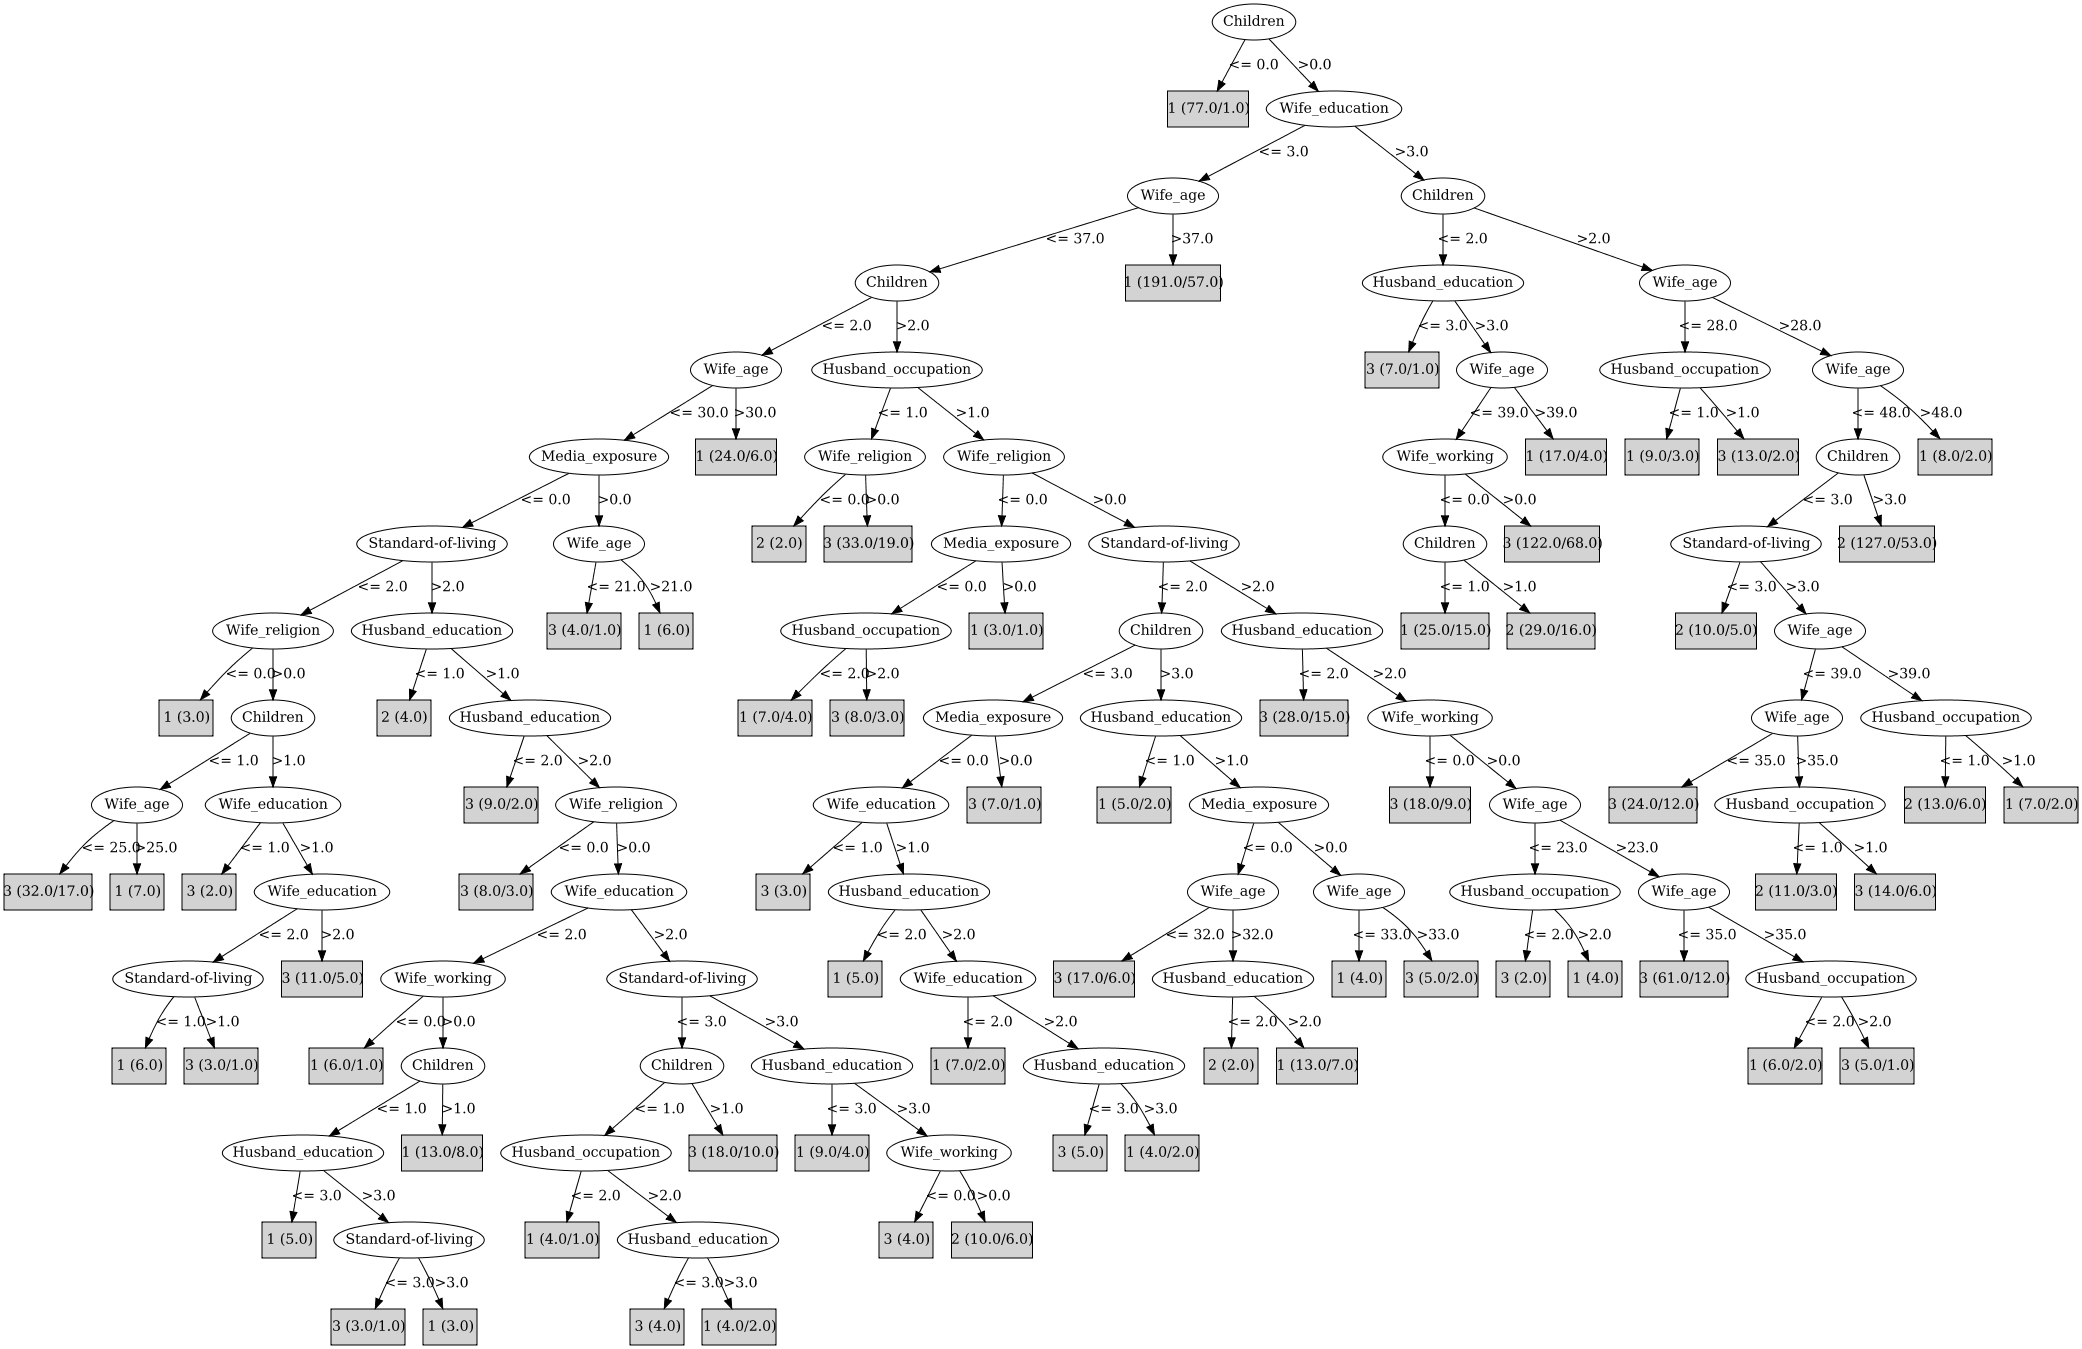 Children
<= 0.0 >0.0
1 (77.0/1.0) Wife_education
<= 3.0 >3.0
Wife_age Children
<= 37.0 >37.0 <= 2.0 >2.0
Children 1 (191.0/57.0) Husband_education Wife_age
<= 2.0 >2.0 <= 3.0 >3.0 <= 28.0 >28.0
Wife_age Husband_occupation 3 (7.0/1.0) Wife_age Husband_occupation Wife_age
<= 30.0 >30.0 <= 1.0 >1.0 <= 39.0 >39.0 <= 1.0 >1.0 <= 48.0 >48.0
Media_exposure 1 (24.0/6.0) Wife_religion Wife_religion Wife_working 1 (17.0/4.0) 1 (9.0/3.0) 3 (13.0/2.0) Children 1 (8.0/2.0)
<= 0.0 >0.0 <= 0.0 >0.0 <= 0.0 >0.0 <= 0.0 >0.0 <= 3.0 >3.0
Standard-of-living Wife_age 2 (2.0) 3 (33.0/19.0) Media_exposure Standard-of-living Children 3 (122.0/68.0) Standard-of-living 2 (127.0/53.0)
<= 2.0 >2.0 <= 21.0 >21.0 <= 0.0 >0.0 <= 2.0 >2.0 <= 1.0 >1.0 <= 3.0 >3.0
Wife_religion Husband_education 3 (4.0/1.0) 1 (6.0) Husband_occupation 1 (3.0/1.0) Children Husband_education 1 (25.0/15.0) 2 (29.0/16.0) 2 (10.0/5.0) Wife_age
<= 0.0 >0.0 <= 1.0 >1.0 <= 2.0 >2.0 <= 3.0 >3.0 <= 2.0 >2.0 <= 39.0 >39.0
1 (3.0) Children 2 (4.0) Husband_education 1 (7.0/4.0) 3 (8.0/3.0) Media_exposure Husband_education 3 (28.0/15.0) Wife_working Wife_age Husband_occupation
<= 1.0 >1.0 <= 2.0 >2.0 <= 0.0 >0.0 <= 1.0 >1.0 <= 0.0 >0.0 <= 35.0 >35.0 <= 1.0 >1.0
Wife_age Wife_education 3 (9.0/2.0) Wife_religion Wife_education 3 (7.0/1.0) 1 (5.0/2.0) Media_exposure 3 (18.0/9.0) Wife_age 3 (24.0/12.0) Husband_occupation 2 (13.0/6.0) 1 (7.0/2.0)
<= 25.0 >25.0 <= 1.0 >1.0 <= 0.0 >0.0 <= 1.0 >1.0 <= 0.0 >0.0 <= 23.0 >23.0 <= 1.0 >1.0
3 (32.0/17.0) 1 (7.0) 3 (2.0) Wife_education 3 (8.0/3.0) Wife_education 3 (3.0) Husband_education Wife_age Wife_age Husband_occupation Wife_age 2 (11.0/3.0) 3 (14.0/6.0)
<= 2.0 >2.0 <= 2.0 >2.0 <= 2.0 >2.0 <= 32.0 >32.0 <= 33.0 >33.0 <= 2.0 >2.0 <= 35.0 >35.0
Standard-of-living 3 (11.0/5.0) Wife_working Standard-of-living 1 (5.0) Wife_education 3 (17.0/6.0) Husband_education 1 (4.0) 3 (5.0/2.0) 3 (2.0) 1 (4.0) 3 (61.0/12.0) Husband_occupation
<= 1.0 >1.0 <= 0.0 >0.0 <= 3.0 >3.0 <= 2.0 >2.0 <= 2.0 >2.0 <= 2.0 >2.0
1 (6.0) 3 (3.0/1.0) 1 (6.0/1.0) Children Children Husband_education 1 (7.0/2.0) Husband_education 2 (2.0) 1 (13.0/7.0) 1 (6.0/2.0) 3 (5.0/1.0)
<= 1.0 >1.0 <= 1.0 >1.0 <= 3.0 >3.0 <= 3.0 >3.0
Husband_education 1 (13.0/8.0) Husband_occupation 3 (18.0/10.0) 1 (9.0/4.0) Wife_working 3 (5.0) 1 (4.0/2.0)
<= 3.0 >3.0 <= 2.0 >2.0 <= 0.0 >0.0
1 (5.0) Standard-of-living 1 (4.0/1.0) Husband_education 3 (4.0) 2 (10.0/6.0)
<= 3.0 >3.0 <= 3.0 >3.0
3 (3.0/1.0) 1 (3.0) 3 (4.0) 1 (4.0/2.0)